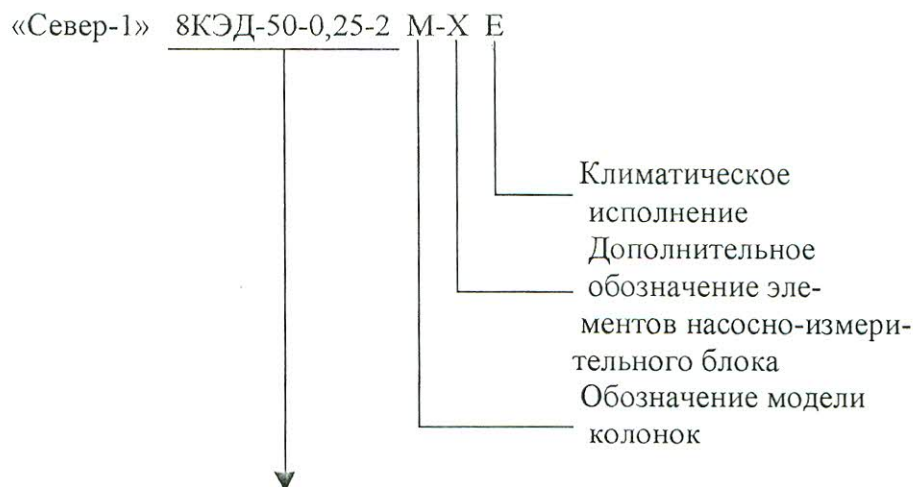 «Север-1» 8КЭД-50-0,25-2 М-Х Е
Климатическое
исполнение
Дополнительное
обозначение эле-
ментов насосно-измери-
тельного блока
Обозначение модели
колонок